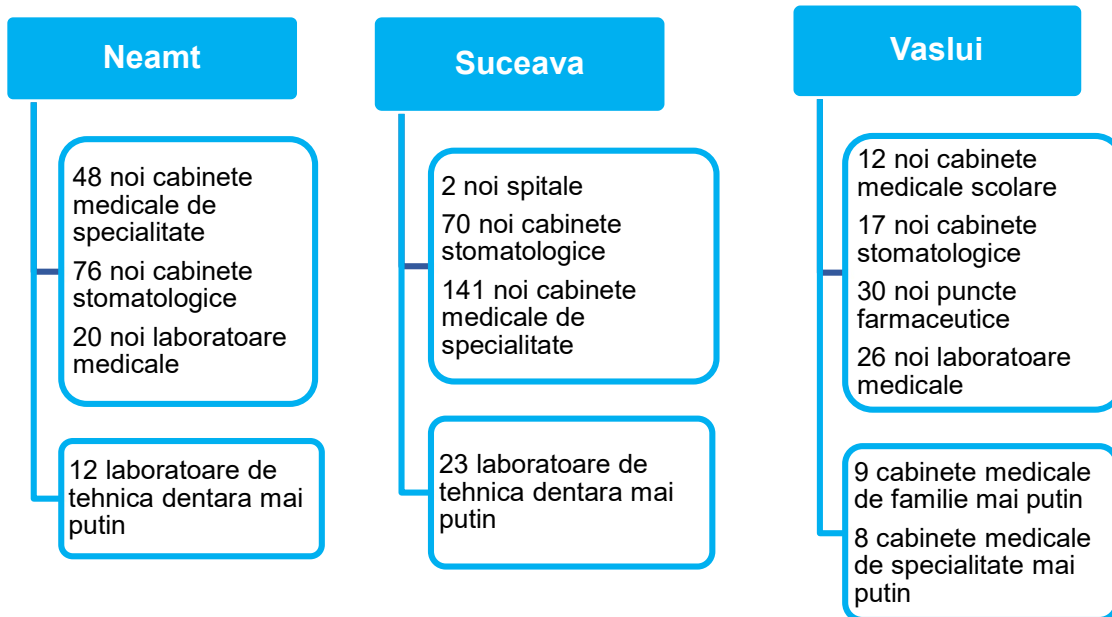 Neamt
48 noi cabinete
medicale de
specialitate
76 noi cabinete
stomatologice
20 noi laboratoare
medicale
12 laboratoare de
tehnica dentara mai
putin
Suceava
2 noi spitale
70 noi cabinete
stomatologice
141 noi cabinete
medicale de
specialitate
23 laboratoare de
tehnica dentara mai
putin
Vaslui
12 noi cabinete
medicale scolare
17 noi cabinete
stomatologice
30 noi puncte
farmaceutice
26 noi laboratoare
medicale
9 cabinete medicale
de familie mai putin
8 cabinete medicale
de specialitate mai
putin